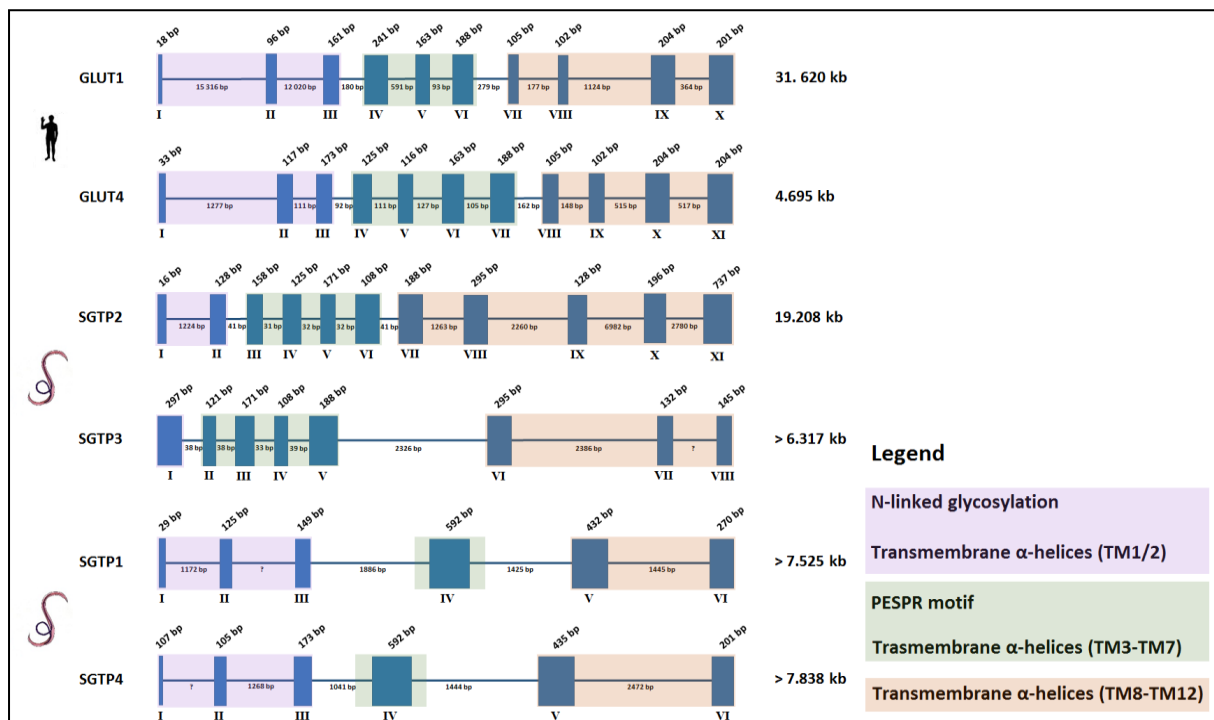 18 bp 96 bp 161 bp 241 bp 163 bp 188 bp 105 bp 102 bp 204 bp 201 bp
GLUT1 15 316 bp 12 020 bp 180 bp 591 bp 93 bp 279 bp 177 bp 1124 bp 364 bp 31. 620 kb
I II III IV V VI VII VIII IX X
33 bp 117 bp 173 bp 125 bp 116 bp 163 bp 188 bp 105 bp 102 bp 204 bp 204 bp
GLUT4 1277 bp 111 bp 92 bp 111 bp 127 bp 105 bp 162 bp 148 bp 515 bp 517 bp 4.695 kb
I II III IV V VI VII VIII IX X XI
16 bp 128 bp 158 bp 125 bp 171 bp 108 bp 188 bp 295 bp 128 bp 196 bp 737 bp
SGTP2 1224 bp 41 bp 31 bp 32 bp 32 bp 41 bp 1263 bp 2260 bp 6982 bp 2780 bp 19.208 kb
I II III IV V VI VII VIII IX X XI
297 bp 121 bp 171 bp 108 bp 188 bp 295 bp 132 bp 145 bp
SGTP3 38 bp 38 bp 33 bp 39 bp 2326 bp 2386 bp ? > 6.317 kb
I II III IV V VI VII VIII
29 bp 125 bp 149 bp 592 bp 432 bp 270 bp
SGTP1 1172 bp ? 1886 bp 1425 bp 1445 bp > 7.525 kb
I II III IV V VI
107 bp 105 bp 173 bp 592 bp 435 bp 201 bp
SGTP4 ? 1268 bp 1041 bp 1444 bp 2472 bp > 7.838 kb
I II III IV V VI
Legend
N-linked glycosylation
Transmembrane α-helices (TM1/2)
PESPR motif
Trasmembrane α-helices (TM3-TM7)
Transmembrane α-helices (TM8-TM12)